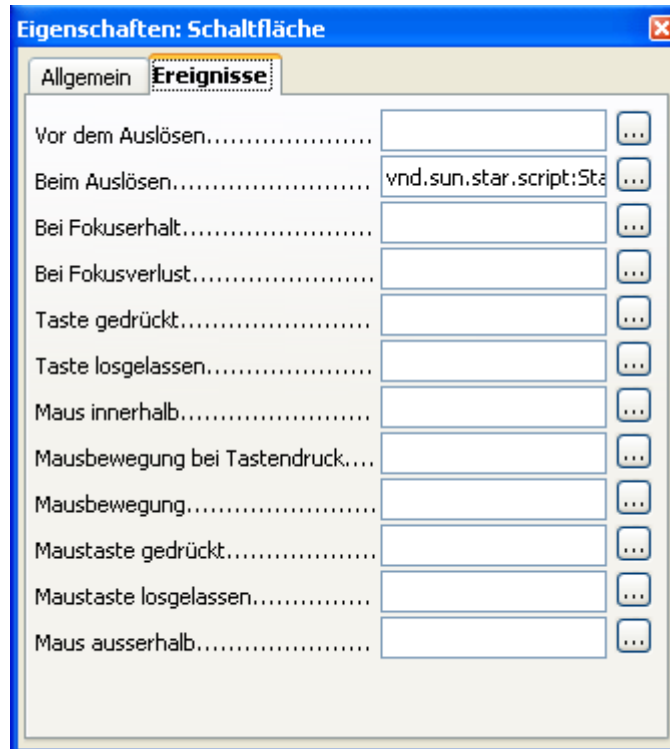 Eigenschaften: Schaltfläche
Allgemein Ereignisse
Vor dem Auslösen..................... ...
Beim Auslösen......................... vnd.sun.star.script:Sta ...
Bei Fokuserhalt........................ ...
Bei Fokusverlust....................... ...
Taste gedrückt......................... ...
Taste losgelassen..................... ...
Maus innerhalb......................... ...
Mausbewegung bei Tastendruck.... ...
Mausbewegung......................... ...
Maustaste gedrückt................... ...
Maustaste losgelassen............... ...
Maus ausserhalb....................... ...